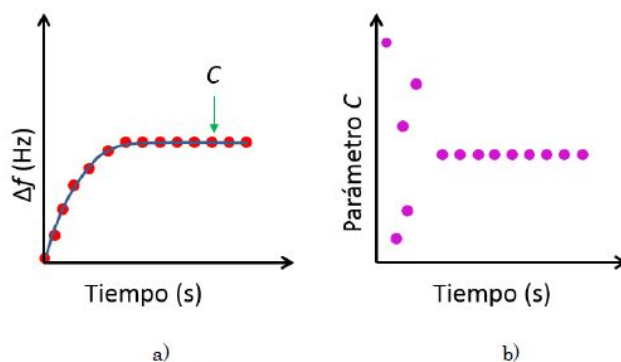 C
Δf (Hz)
Tiempo (s)
a)
Parámetro C
Tiempo (s)
b)